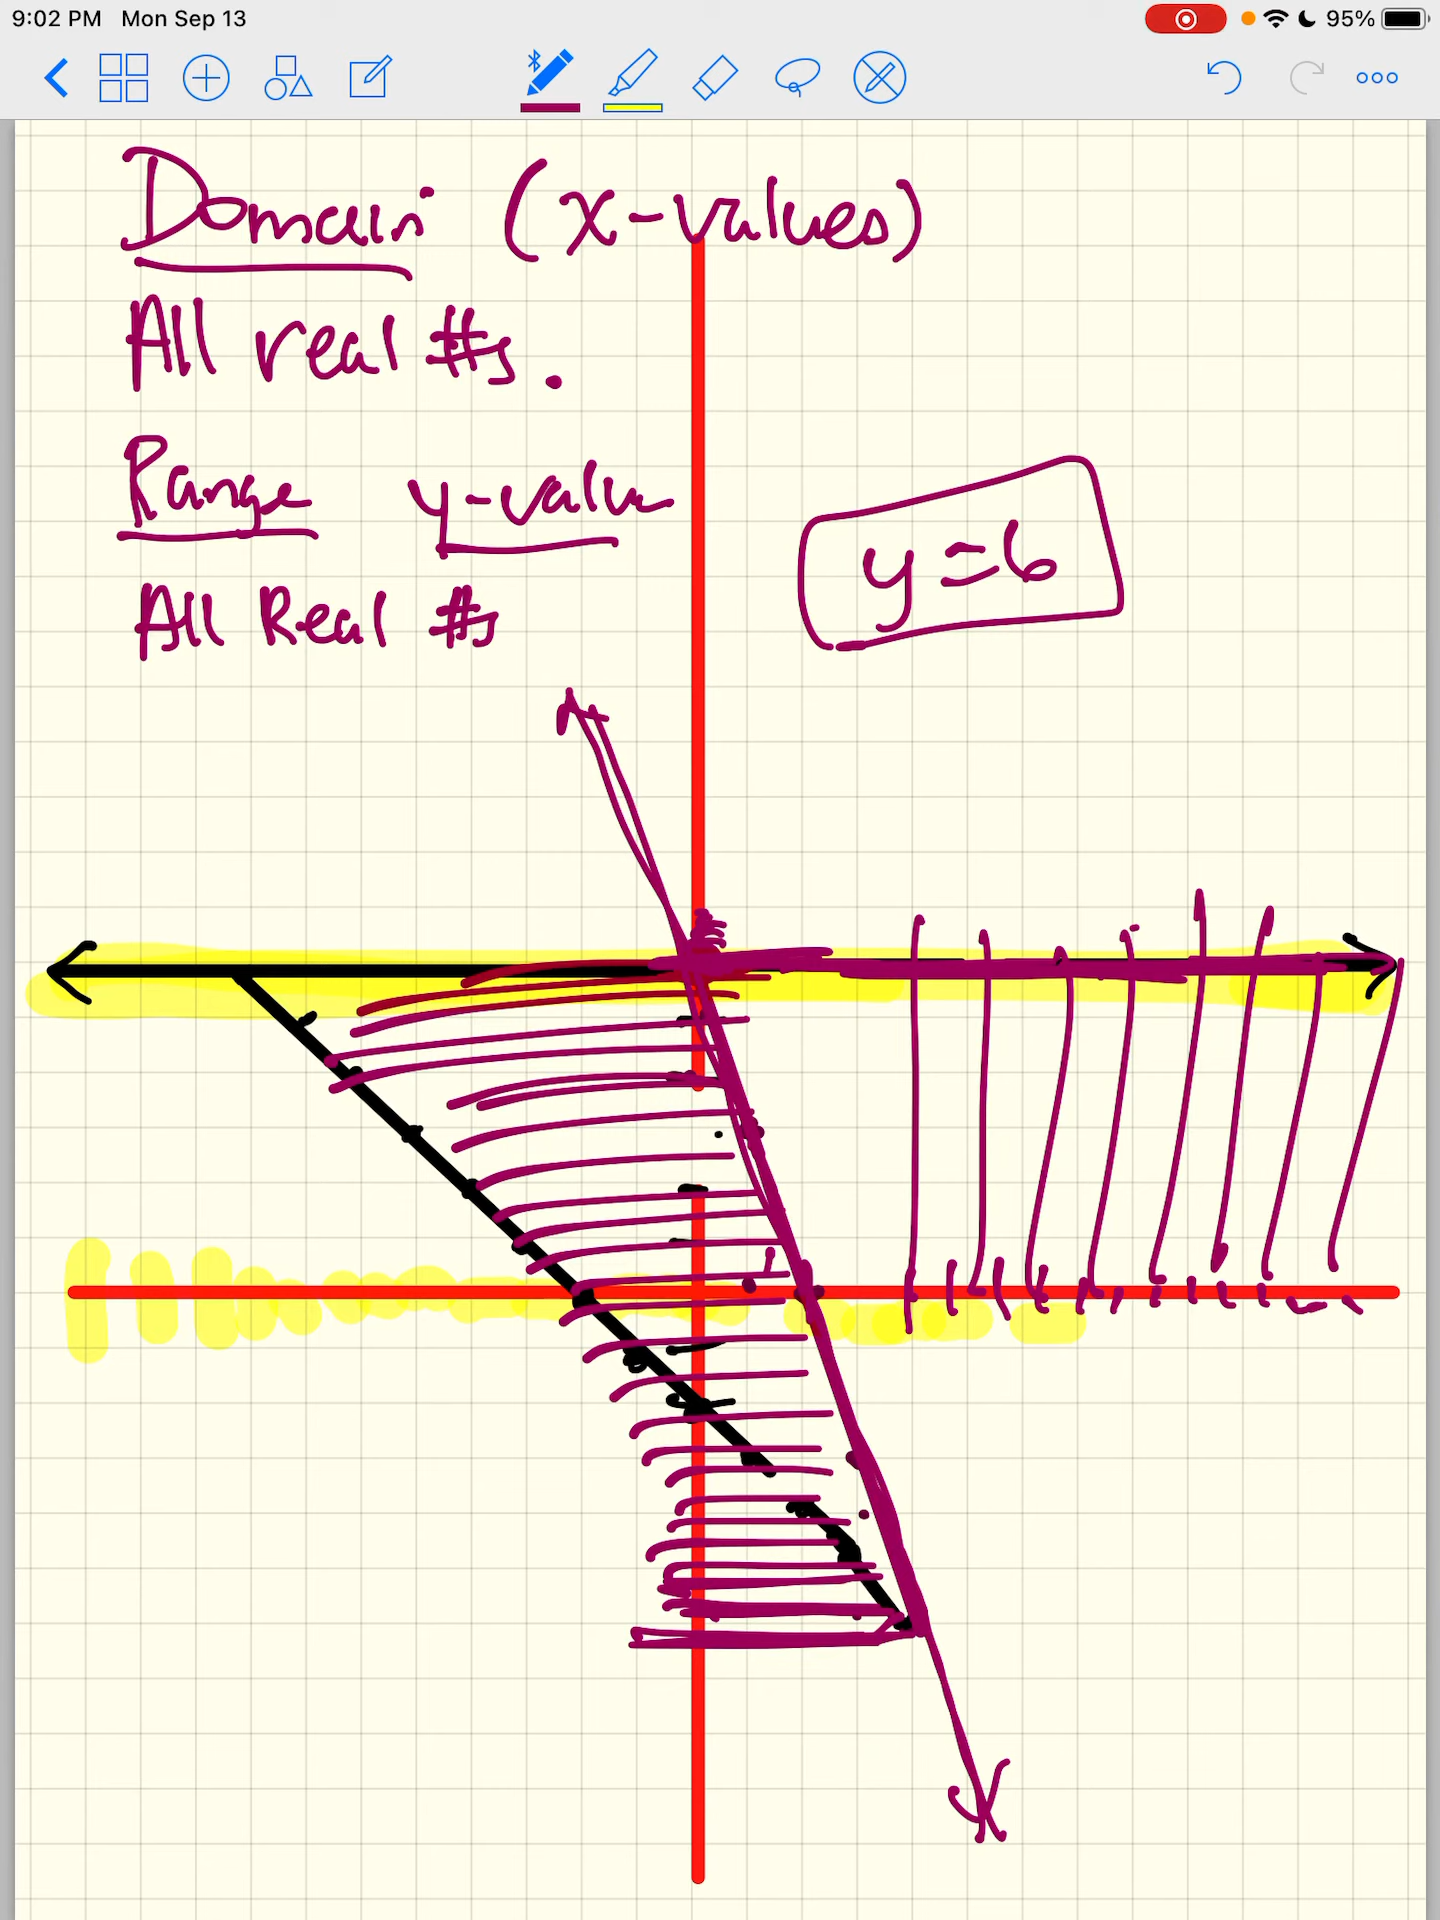 9:02 PM Mon Sep 13
95%
Domain (x-values)
All real #s.
Range y-value
All Real #s
y=6